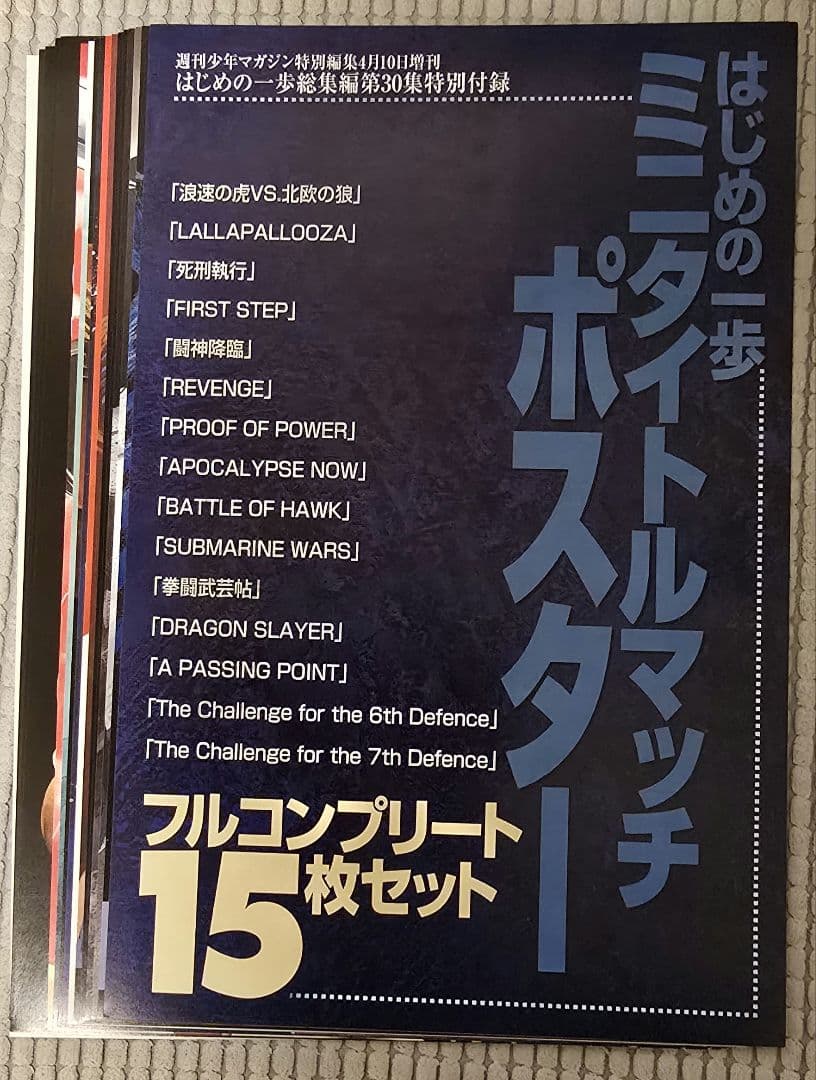 週刊少年マガジン特別編集4月10日増刊
はじめの一歩総集編第30集特別付録
はじめの一歩
ミニタイトルマッチ
ポスター
「浪速の虎VS.北欧の狼」
「LALLAPALLOOZA」
「死刑執行」
「FIRST STEP」
「闘神降臨」
「REVENGE」
「PROOF OF POWER」
「APOCALYPSE NOW」
「BATTLE OF HAWK」
「SUBMARINE WARS」
「拳闘武芸帖」
「DRAGON SLAYER」
「A PASSING POINT」
「The Challenge for the 6th Defence」
「The Challenge for the 7th Defence」
フルコンプリート
15枚セット